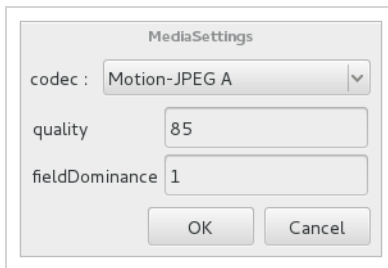 MediaSettings
codec : Motion-JPEG A
quality 85
fieldDominance 1
OK Cancel